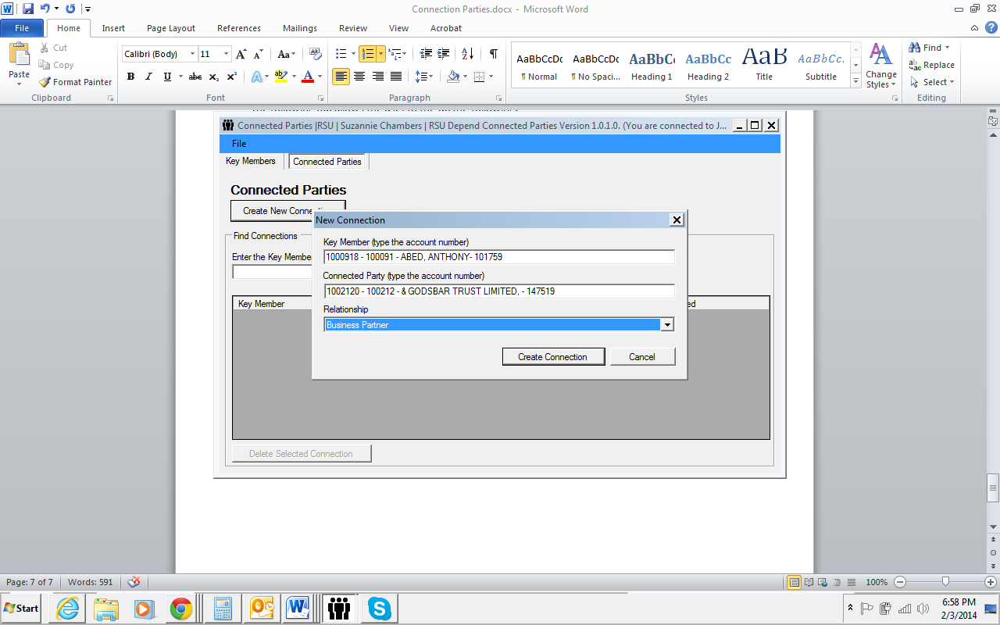 Connection Parties.docx - Microsoft Word
File Home Insert Page Layout References Mailings Review View Acrobat
Paste
Cut
Copy
Format Painter
Clipboard
Calibri (Body) 11
Font
Paragraph
AaBbCcDc AaBbCcDc AaBbCc AaBbCc AaB AaBbCc.
¶ Normal ¶ No Spaci... Heading 1 Heading 2 Title Subtitle
Change Styles
Styles
Find
Replace
Select
Editing
Connected Parties |RSU | Suzannie Chambers | RSU Depend Connected Parties Version 1.0.1.0. (You are connected to J...
File
Key Members Connected Parties
Connected Parties
Create New
Find Connections
Enter the Key
Key Member
New Connection
Key Member (type the account number)
1000918 - 100091 - ABED, ANTHONY- 101759
Connected Party (type the account number)
1002120 - 100212 - & GODSBAR TRUST LIMITED, - 147519
Relationship
Business Partner
Create Connection Cancel
Delete Selected Connection
Page: 7 of 7 Words: 591 100%
Start
6:58 PM
2/3/2014